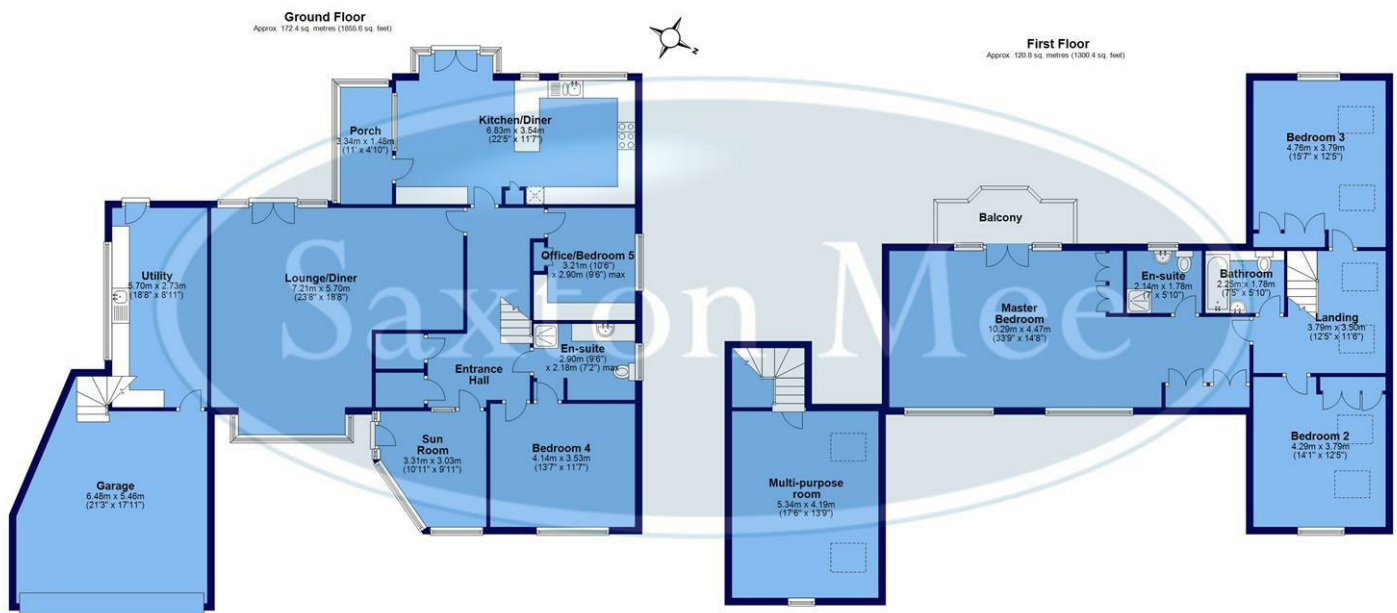 Ground Floor
Approx. 172.4 sq. metres (1855.6 sq. feet)
N
First Floor
Approx. 120.8 sq. metres (1300.4 sq. feet)
Porch
3.34m x 1.48m
(11' x 4'10")
Kitchen/Diner
6.83m x 3.54m
(22'5" x 11'7")
Utility
5.70m x 2.73m
(18'8" x 8'11")
Lounge/Diner
7.21m x 5.70m
(23'8" x 18'8")
Office/Bedroom 5
3.21m (10'6")
x 2.90m (9'6") max
En-suite
2.90m (9'6")
x 2.18m (7'2") max
Entrance
Hall
Sun
Room
3.31m x 3.03m
(10'11" x 9'11")
Bedroom 4
4.14m x 3.53m
(13'7" x 11'7")
Garage
6.48m x 5.46m
(21'3" x 17'11")
Bedroom 3
4.76m x 3.79m
(15'7" x 12'5")
Balcony
Master
Bedroom
10.29m x 4.47m
(33'9" x 14'8")
En-suite
2.14m x 1.78m
(7' x 5'10")
Bathroom
2.25m x 1.78m
(7'5" x 5'10")
Landing
3.79m x 3.50m
(12'5" x 11'6")
Bedroom 2
4.29m x 3.79m
(14'1" x 12'5")
Multi-purpose
room
5.34m x 4.19m
(17'6" x 13'9")
Saxton Mee